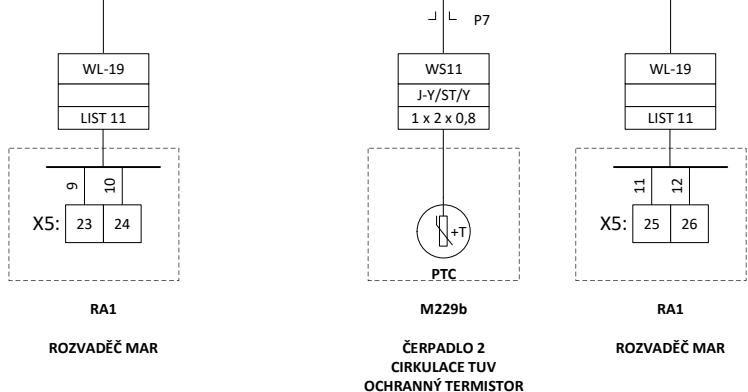 P7
WL-19
LIST 11
9
10
X5:
23
24
RA1
ROZVADĚČ MAR
WS11
J-Y/ST/Y
1 x 2 x 0,8
+T
PTC
M229b
ČERPADLO 2
CIRKULACE TUV
OCHRANNÝ TERMISTOR
WL-19
LIST 11
11
12
X5:
25
26
RA1
ROZVADĚČ MAR